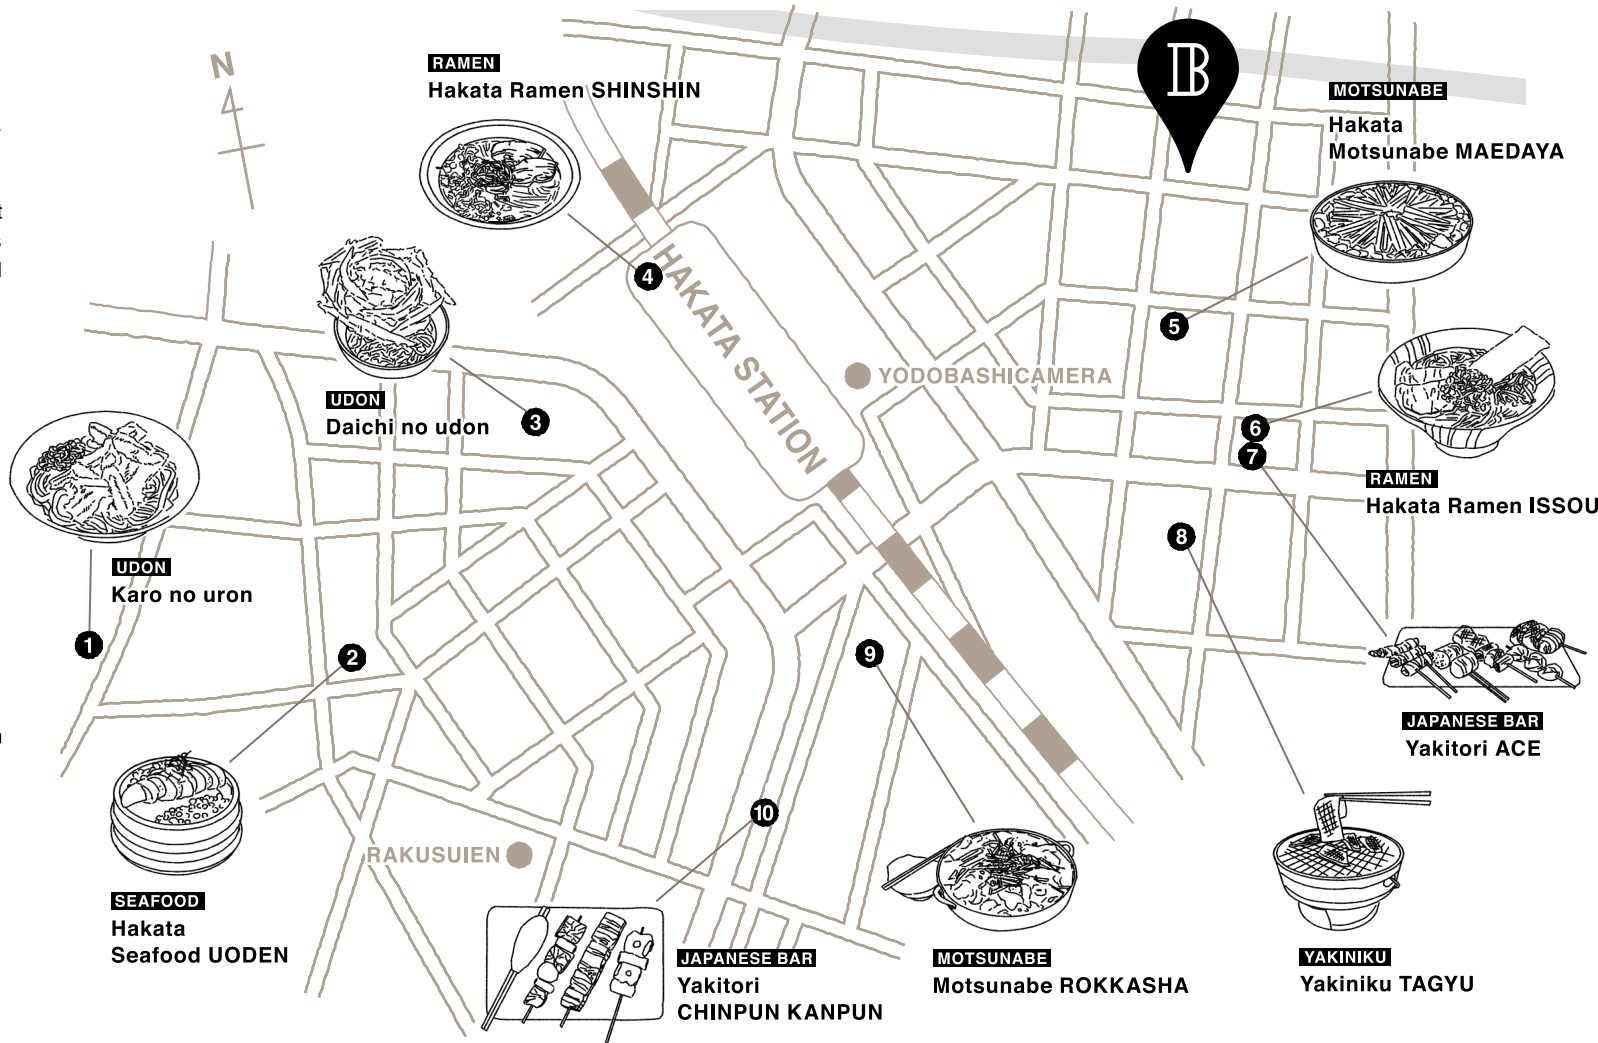 N
RAMEN
Hakata Ramen SHINSHIN
4
HAKATA STATION
B
MOTSUNABE
Hakata
Motsunabe MAEDAYA
5
YODOBASHICAMERA
UDON
Daichi no udon
3
6
7
RAMEN
Hakata Ramen ISSOU
8
UDON
Karo no uron
1
2
9
JAPANESE BAR
Yakitori ACE
10
RAKUSUIEN
SEAFOOD
Hakata
Seafood UODEN
JAPANESE BAR
Yakitori
CHINPUN KANPUN
MOTSUNABE
Motsunabe ROKKASHA
YAKINIKU
Yakiniku TAGYU